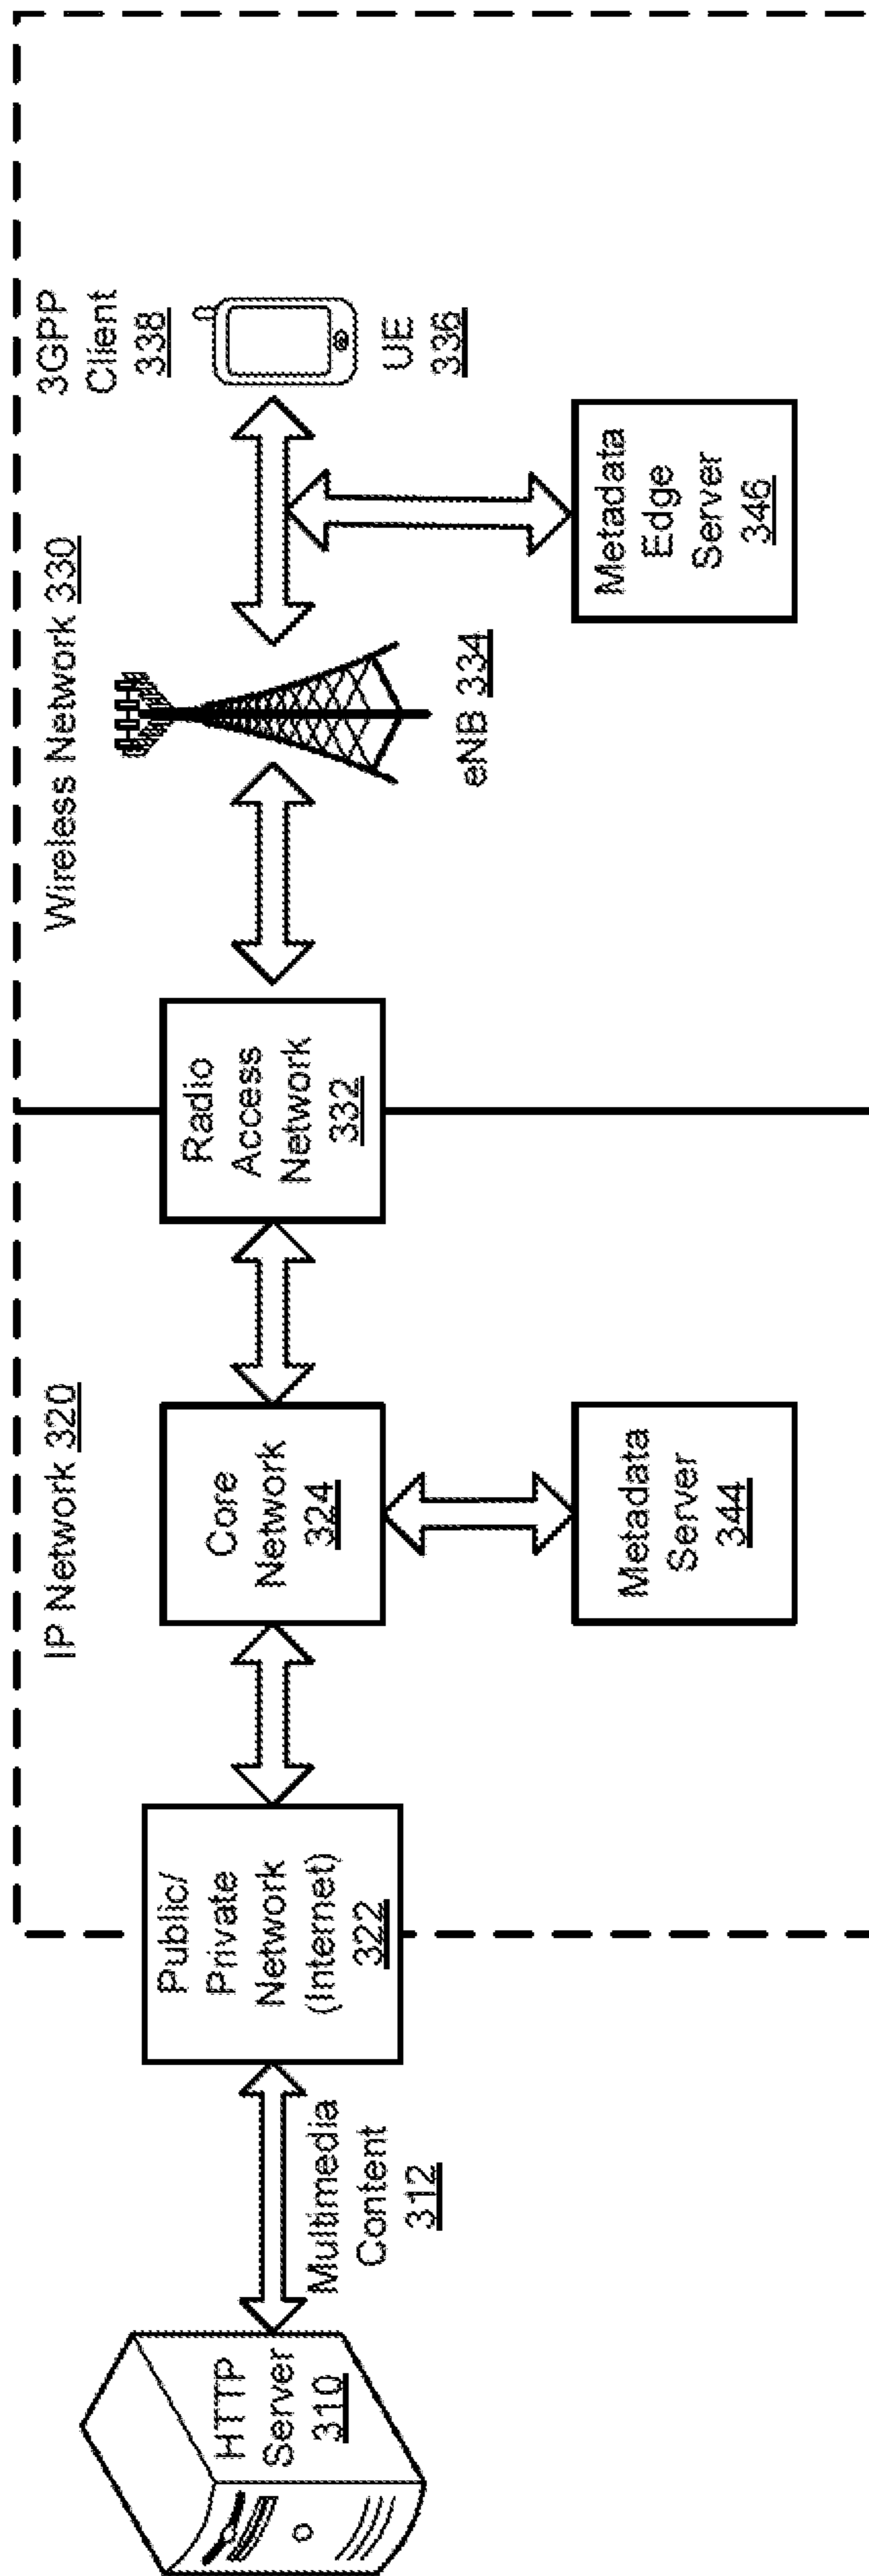 IP Network 320
Wireless Network 330
HTTP
Server
310
Multimedia
Content
312
Public/
Private
Network
(Internet)
322
Core
Network
324
Radio
Access
Network
332
eNB 334
3GPP
Client
338
UE
336
Metadata
Server
344
Metadata
Edge
Server
346